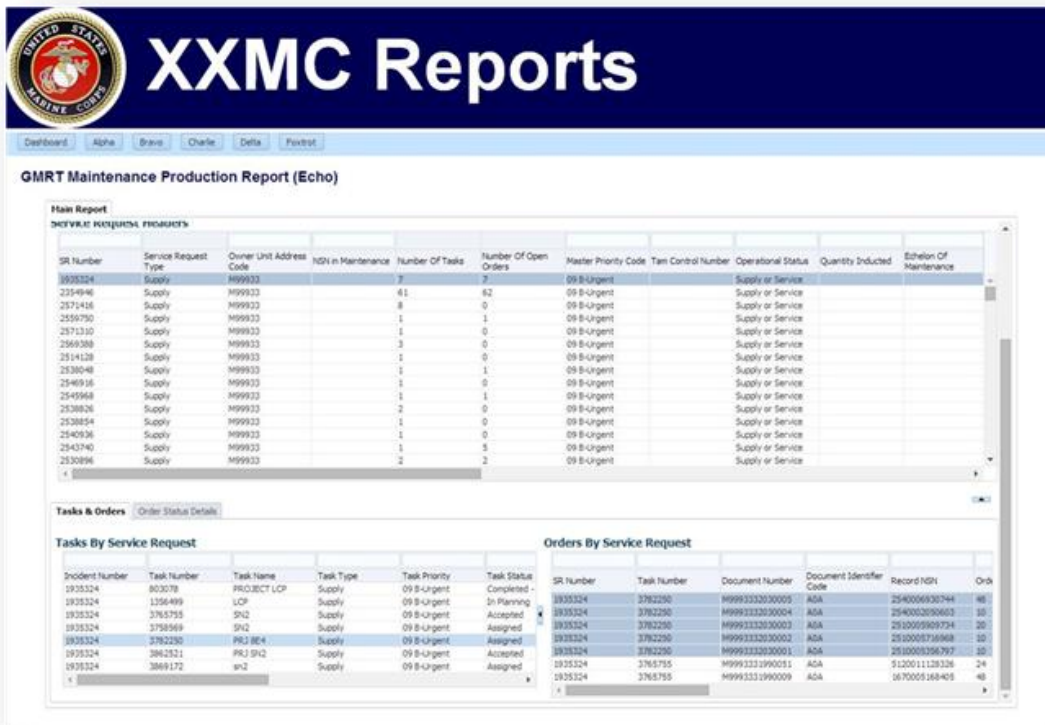 UNITED STATES
MARINE CORPS
XXMC Reports
Dashboard Alpha Bravo Charlie Delta Foxtrot
GMRT Maintenance Production Report (Echo)
Main Report
Service Request Headers
SR Number Service Request Type Owner Unit Address Code NSN in Maintenance Number Of Tasks Number Of Open Orders Master Priority Code Tam Control Number Operational Status Quantity Inducted Echelon Of Maintenance
1935324 Supply M99933 7 7 09 B-Urgent Supply or Service
2354946 Supply M99933 61 62 09 B-Urgent Supply or Service
2571416 Supply M99933 8 0 09 B-Urgent Supply or Service
2559750 Supply M99933 1 1 09 B-Urgent Supply or Service
2571310 Supply M99933 1 0 09 B-Urgent Supply or Service
2569388 Supply M99933 3 0 09 B-Urgent Supply or Service
2514128 Supply M99933 1 0 09 B-Urgent Supply or Service
2538048 Supply M99933 1 1 09 B-Urgent Supply or Service
2546916 Supply M99933 1 0 09 B-Urgent Supply or Service
2545968 Supply M99933 1 1 09 B-Urgent Supply or Service
2538826 Supply M99933 2 0 09 B-Urgent Supply or Service
2538854 Supply M99933 1 0 09 B-Urgent Supply or Service
2540936 Supply M99933 1 0 09 B-Urgent Supply or Service
2543740 Supply M99933 1 5 09 B-Urgent Supply or Service
2530896 Supply M99933 2 2 09 B-Urgent Supply or Service
Tasks & Orders Order Status Details
Tasks By Service Request
Incident Number Task Number Task Name Task Type Task Priority Task Status
1935324 803078 PROJECT LCP Supply 09 B-Urgent Completed -
1935324 1356499 LCP Supply 09 B-Urgent In Planning
1935324 3765755 SN2 Supply 09 B-Urgent Accepted
1935324 3758569 SN2 Supply 09 B-Urgent Assigned
1935324 3782250 PRJ BE4 Supply 09 B-Urgent Assigned
1935324 3862521 PRJ SN2 Supply 09 B-Urgent Accepted
1935324 3869172 sn2 Supply 09 B-Urgent Assigned
Orders By Service Request
SR Number Task Number Document Number Document Identifier Code Record NSN Orde
1935324 3782250 M9993332030005 A0A 2540006930744 48
1935324 3782250 M9993332030004 A0A 2540002050603 10
1935324 3782250 M9993332030003 A0A 2510005909734 20
1935324 3782250 M9993332030002 A0A 2510005716968 10
1935324 3782250 M9993332030001 A0A 2510005356797 10
1935324 3765755 M9993331990051 A0A 5120011128326 24
1935324 3765755 M9993331990009 A0A 1670005168405 48